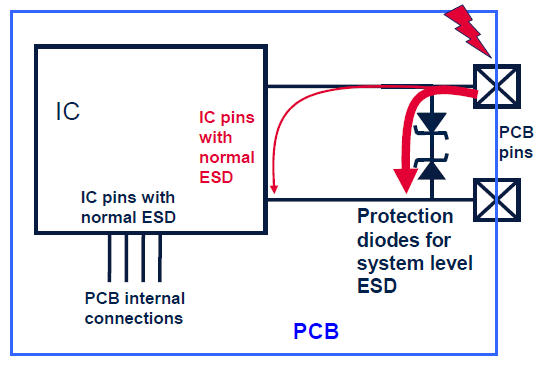 IC
IC pins
with
normal
ESD
PCB
pins
IC pins with
normal ESD
Protection
diodes for
system level
ESD
PCB internal
connections
PCB